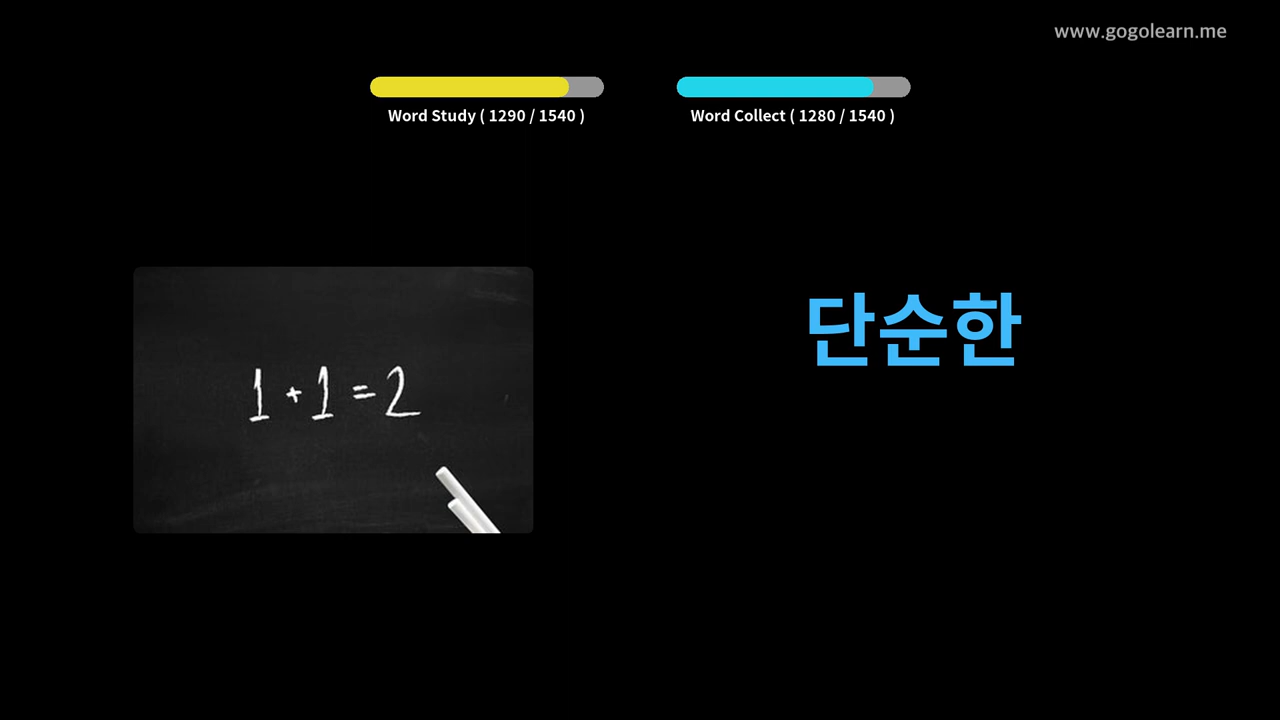 www.gogolearn.me
Word Study ( 1290 / 1540 )
Word Collect ( 1280 / 1540 )
1 + 1 = 2
단순한